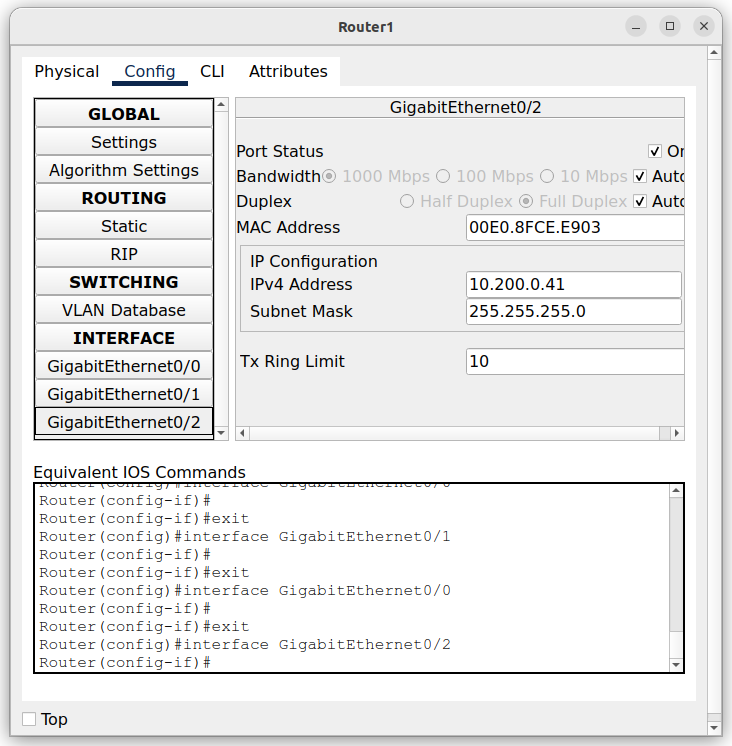 Router1
Physical Config CLI Attributes
GLOBAL
Settings
Algorithm Settings
ROUTING
Static
RIP
SWITCHING
VLAN Database
INTERFACE
GigabitEthernet0/0
GigabitEthernet0/1
GigabitEthernet0/2
GigabitEthernet0/2
Port Status
Bandwidth 1000 Mbps 100 Mbps 10 Mbps Auto
Duplex Half Duplex Full Duplex Auto
MAC Address 00E0.8FCE.E903
IP Configuration
IPv4 Address 10.200.0.41
Subnet Mask 255.255.255.0
Tx Ring Limit 10
Equivalent IOS Commands
Router(config)#interface GigabitEthernet0/0
Router(config-if)#
Router(config-if)#exit
Router(config)#interface GigabitEthernet0/1
Router(config-if)#
Router(config-if)#exit
Router(config)#interface GigabitEthernet0/0
Router(config-if)#
Router(config-if)#exit
Router(config)#interface GigabitEthernet0/2
Router(config-if)#
Top